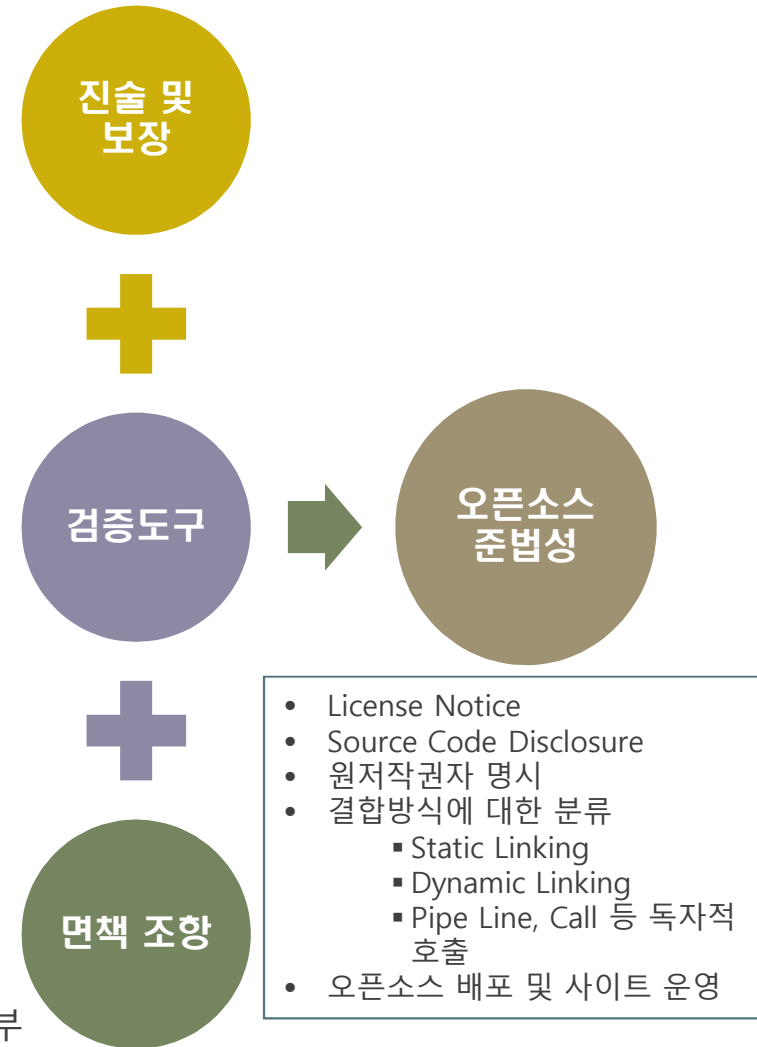 진술 및
보장
검증도구
오픈소스
준법성
면책 조항
• License Notice
• Source Code Disclosure
• 원저작권자 명시
• 결합방식에 대한 분류
▪ Static Linking
▪ Dynamic Linking
▪ Pipe Line, Call 등 독자적
호출
• 오픈소스 배포 및 사이트 운영
부